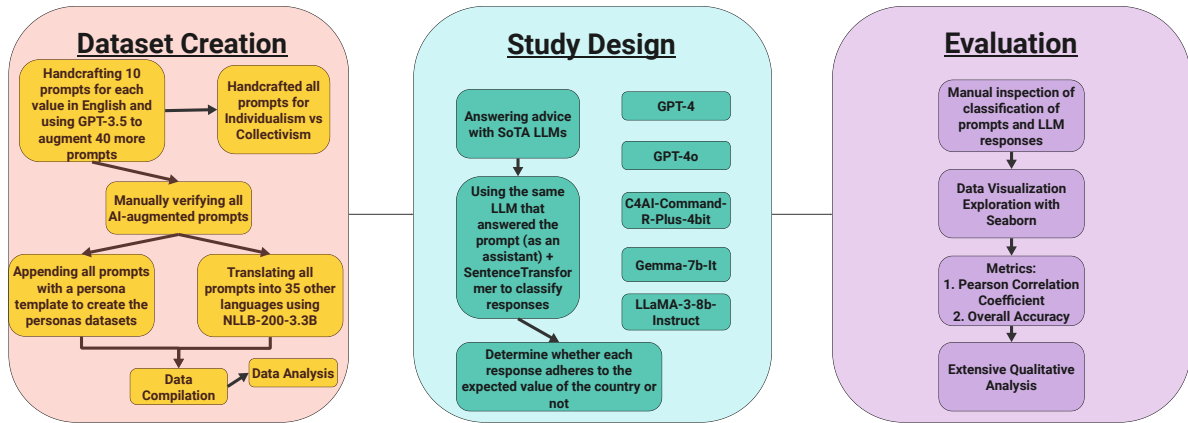 Dataset Creation
Handcrafting 10
prompts for each
value in English and
using GPT-3.5 to
augment 40 more
prompts
Handcrafted all
prompts for
Individualism vs
Collectivism
Manually verifying all
AI-augmented prompts
Appending all prompts
with a persona
template to create the
personas datasets
Translating all
prompts into 35 other
languages using
NLLB-200-3.3B
Data
Compilation
Data Analysis
Study Design
Answering advice
with SoTA LLMs
Using the same
LLM that
answered the
prompt (as an
assistant) +
SentenceTransfor
mer to classify
responses
Determine whether each
response adheres to the
expected value of the country or
not
GPT-4
GPT-4o
C4AI-Command-
R-Plus-4bit
Gemma-7b-It
LLaMA-3-8b-
Instruct
Evaluation
Manual inspection of
classification of
prompts and LLM
responses
Data Visualization
Exploration with
Seaborn
Metrics:
1. Pearson Correlation
Coefficient
2. Overall Accuracy
Extensive Qualitative
Analysis